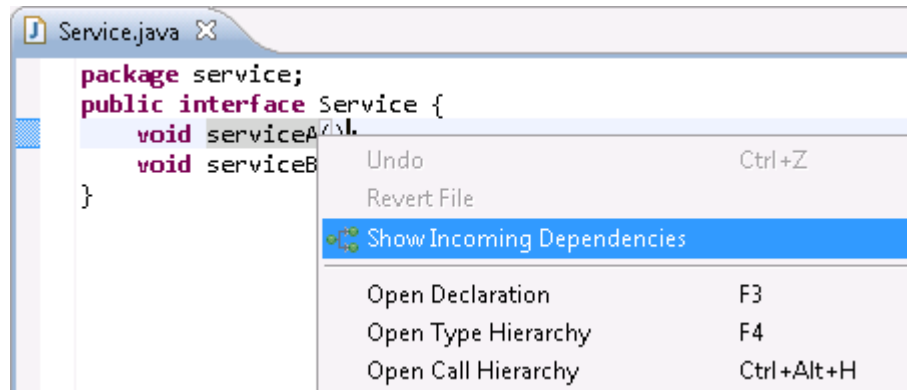 Service.java
package service;
public interface Service {
void serviceA()
void serviceB
}
Undo Ctrl+Z
Revert File
Show Incoming Dependencies
Open Declaration F3
Open Type Hierarchy F4
Open Call Hierarchy Ctrl+Alt+H